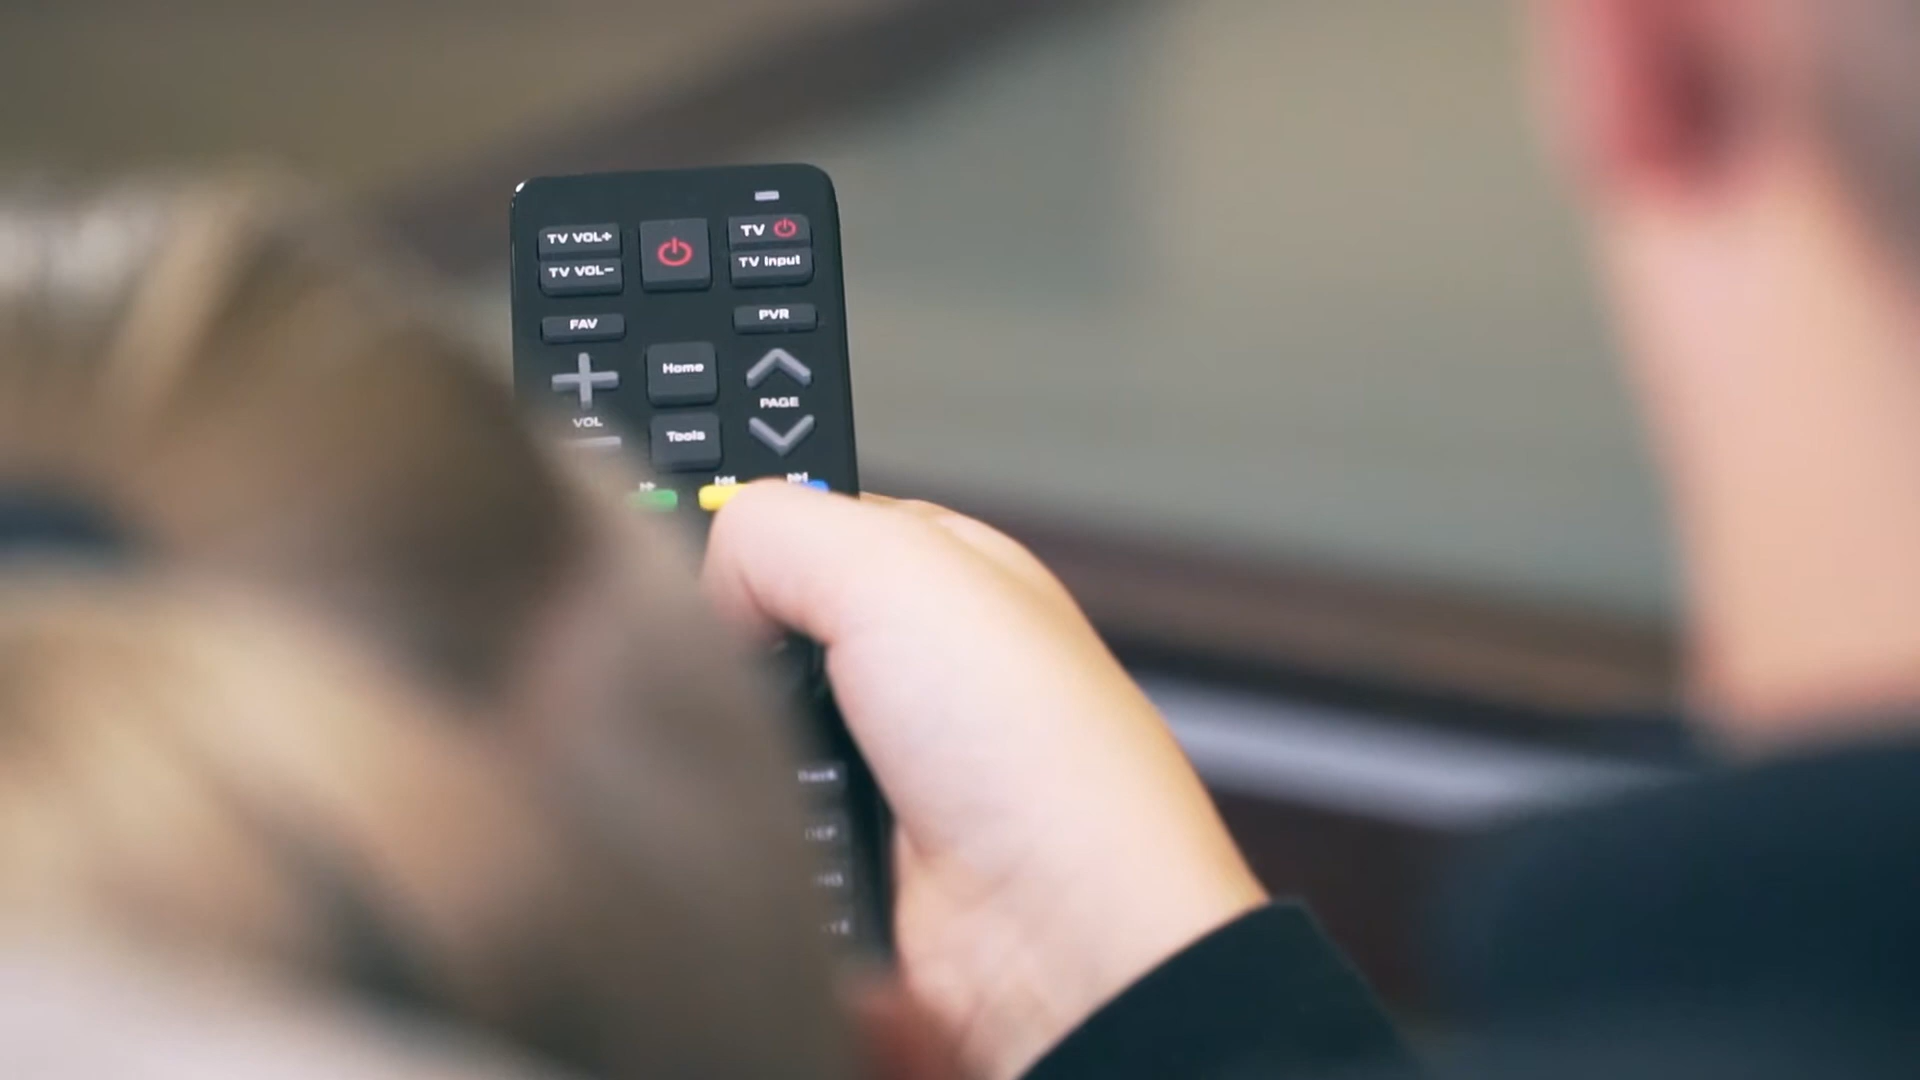 TV VOL+
TV
TV VOL-
TV Input
FAV
PVR
Home
PAGE
VOL
Tools